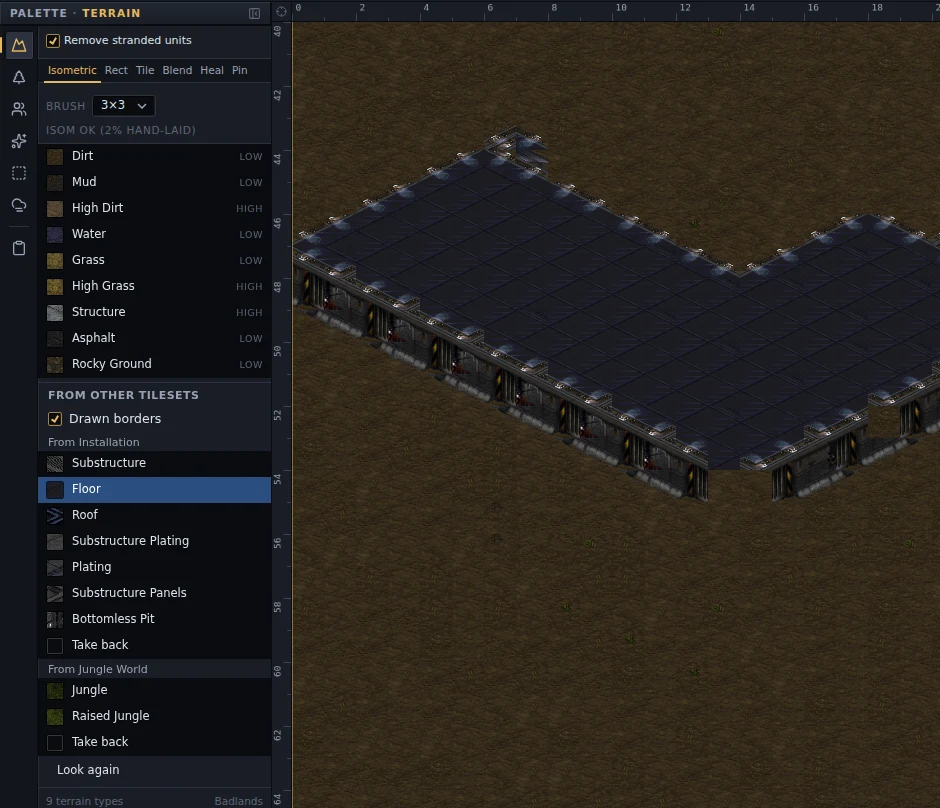 PALETTE · TERRAIN
Remove stranded units
Isometric Rect Tile Blend Heal Pin
BRUSH 3×3
ISOM OK (2% HAND-LAID)
Dirt LOW
Mud LOW
High Dirt HIGH
Water LOW
Grass LOW
High Grass HIGH
Structure HIGH
Asphalt LOW
Rocky Ground LOW
FROM OTHER TILESETS
Drawn borders
From Installation
Substructure
Floor
Roof
Substructure Plating
Plating
Substructure Panels
Bottomless Pit
Take back
From Jungle World
Jungle
Raised Jungle
Take back
Look again
9 terrain types Badlands
0 2 4 6 8 10 12 14 16 18
40
42
44
46
48
50
52
54
56
58
60
62
64